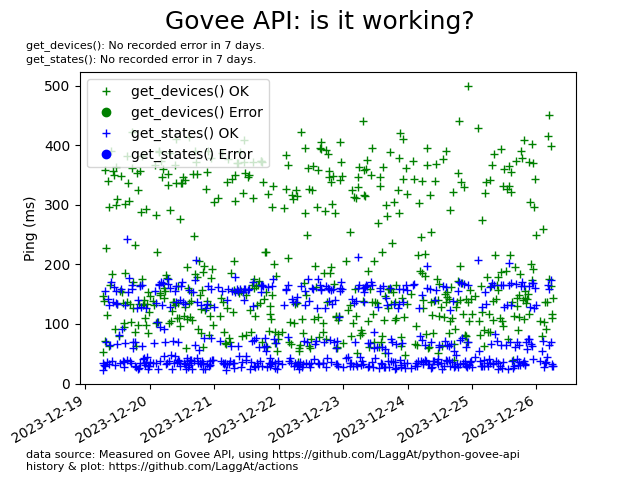 Govee API: is it working?
get_devices(): No recorded error in 7 days.
get_states(): No recorded error in 7 days.
get_devices() OK
get_devices() Error
get_states() OK
get_states() Error
Ping (ms)
500
400
300
200
100
0
2023-12-19
2023-12-20
2023-12-21
2023-12-22
2023-12-23
2023-12-24
2023-12-25
2023-12-26
data source: Measured on Govee API, using https://github.com/LaggAt/python-govee-api
history & plot: https://github.com/LaggAt/actions